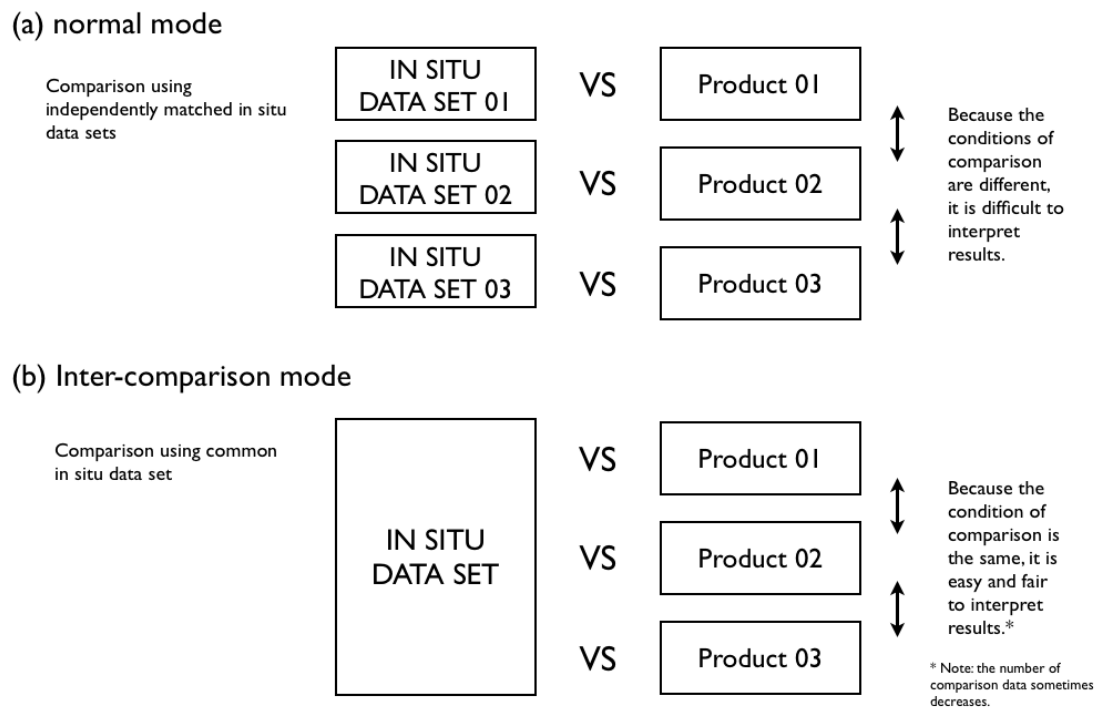 (a) normal mode
Comparison using
independently matched in situ
data sets
IN SITU
DATA SET 01
VS
Product 01
IN SITU
DATA SET 02
VS
Product 02
IN SITU
DATA SET 03
VS
Product 03
Because the
conditions of
comparison
are different,
it is difficult to
interpret
results.
(b) Inter-comparison mode
Comparison using common
in situ data set
IN SITU
DATA SET
VS
Product 01
VS
Product 02
VS
Product 03
Because the
condition of
comparison is
the same, it is
easy and fair
to interpret
results.*
* Note: the number of
comparison data sometimes
decreases.